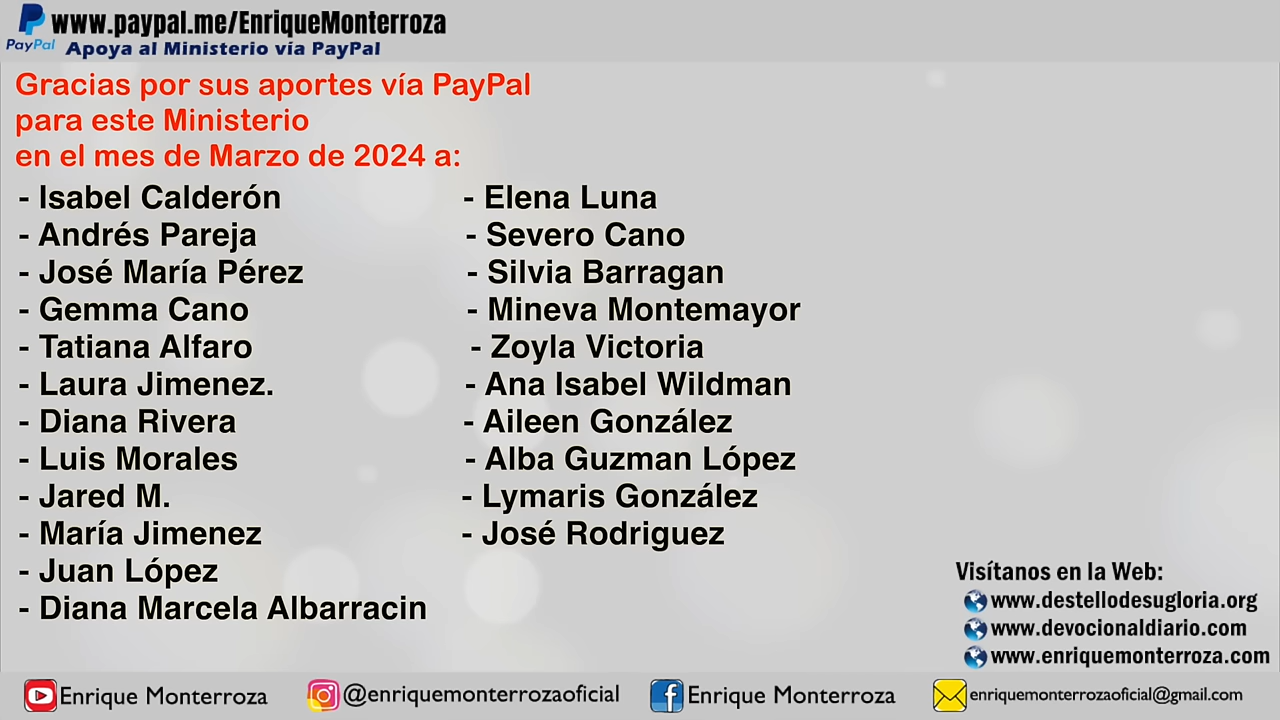 www.paypal.me/EnriqueMonterroza
PayPal
Apoya al Ministerio vía PayPal
Gracias por sus aportes vía PayPal
para este Ministerio
en el mes de Marzo de 2024 a:
- Isabel Calderón
- Andrés Pareja
- José María Pérez
- Gemma Cano
- Tatiana Alfaro
- Laura Jimenez.
- Diana Rivera
- Luis Morales
- Jared M.
- María Jimenez
- Juan López
- Diana Marcela Albarracin
- Elena Luna
- Severo Cano
- Silvia Barragan
- Mineva Montemayor
- Zoyla Victoria
- Ana Isabel Wildman
- Aileen González
- Alba Guzman López
- Lymaris González
- José Rodriguez
Visítanos en la Web:
www.destellodesugloria.org
www.devocionaldiario.com
www.enriquemonterroza.com
Enrique Monterroza
@enriquemonterrozaoficial
Enrique Monterroza
enriquemonterrozaoficial@gmail.com